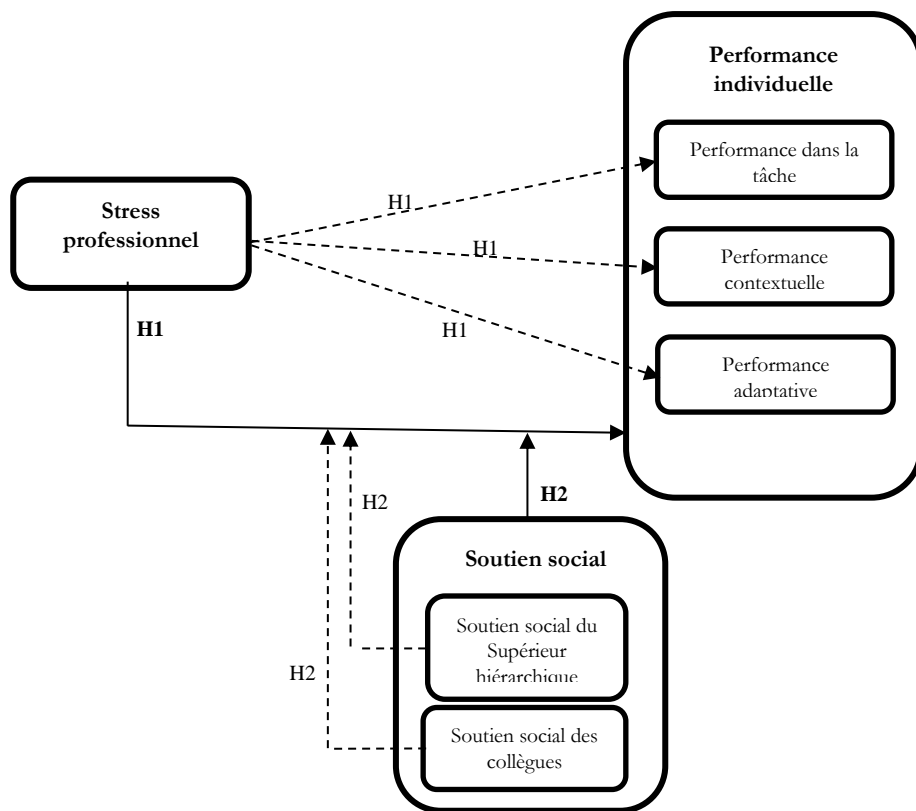 Performance
individuelle
Performance dans la
tâche
Stress
professionnel
H1
H1
Performance
contextuelle
H1
H1
Performance
adaptative
H2
H2
Soutien social
Soutien social du
Supérieur
hiérarchique
H2
Soutien social des
collègues